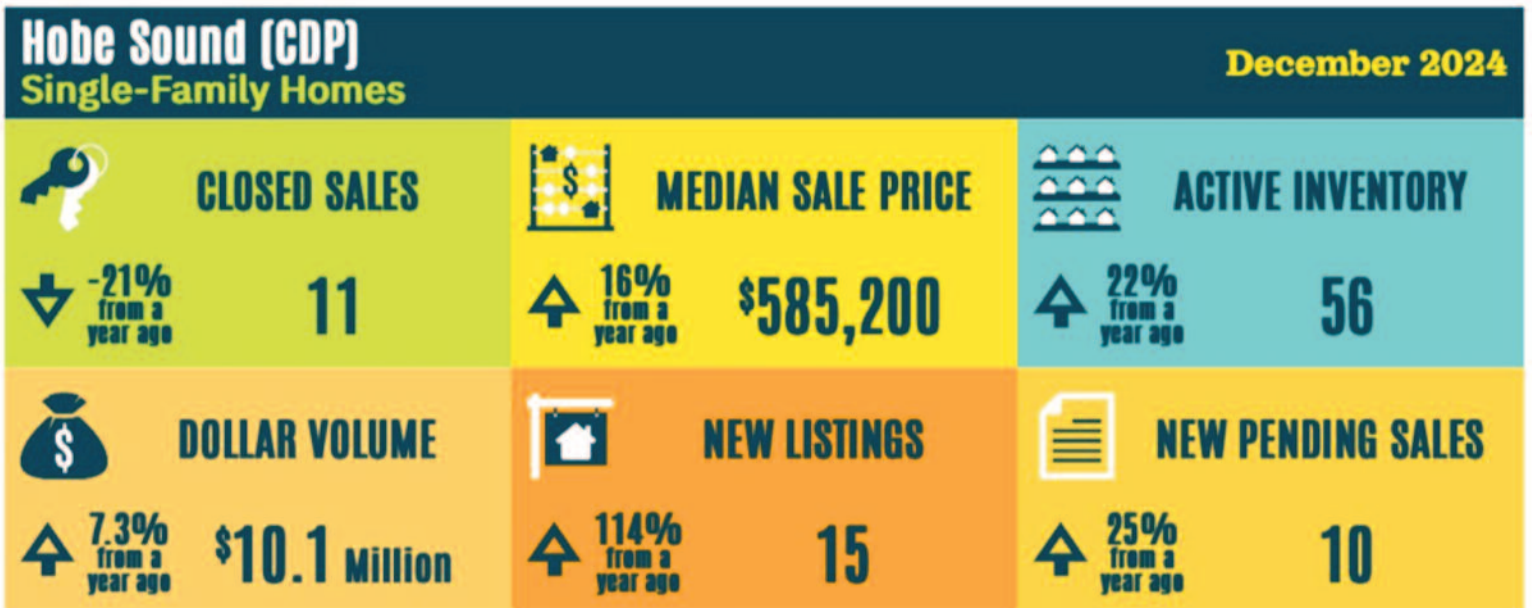 Hobe Sound (CDP)
Single-Family Homes
December 2024
CLOSED SALES
-21%
from a
year ago
11
$
MEDIAN SALE PRICE
16%
from a
year ago
$585,200
ACTIVE INVENTORY
22%
from a
year ago
56
$
DOLLAR VOLUME
7.3%
from a
year ago
$10.1 Million
NEW LISTINGS
114%
from a
year ago
15
NEW PENDING SALES
25%
from a
year ago
10